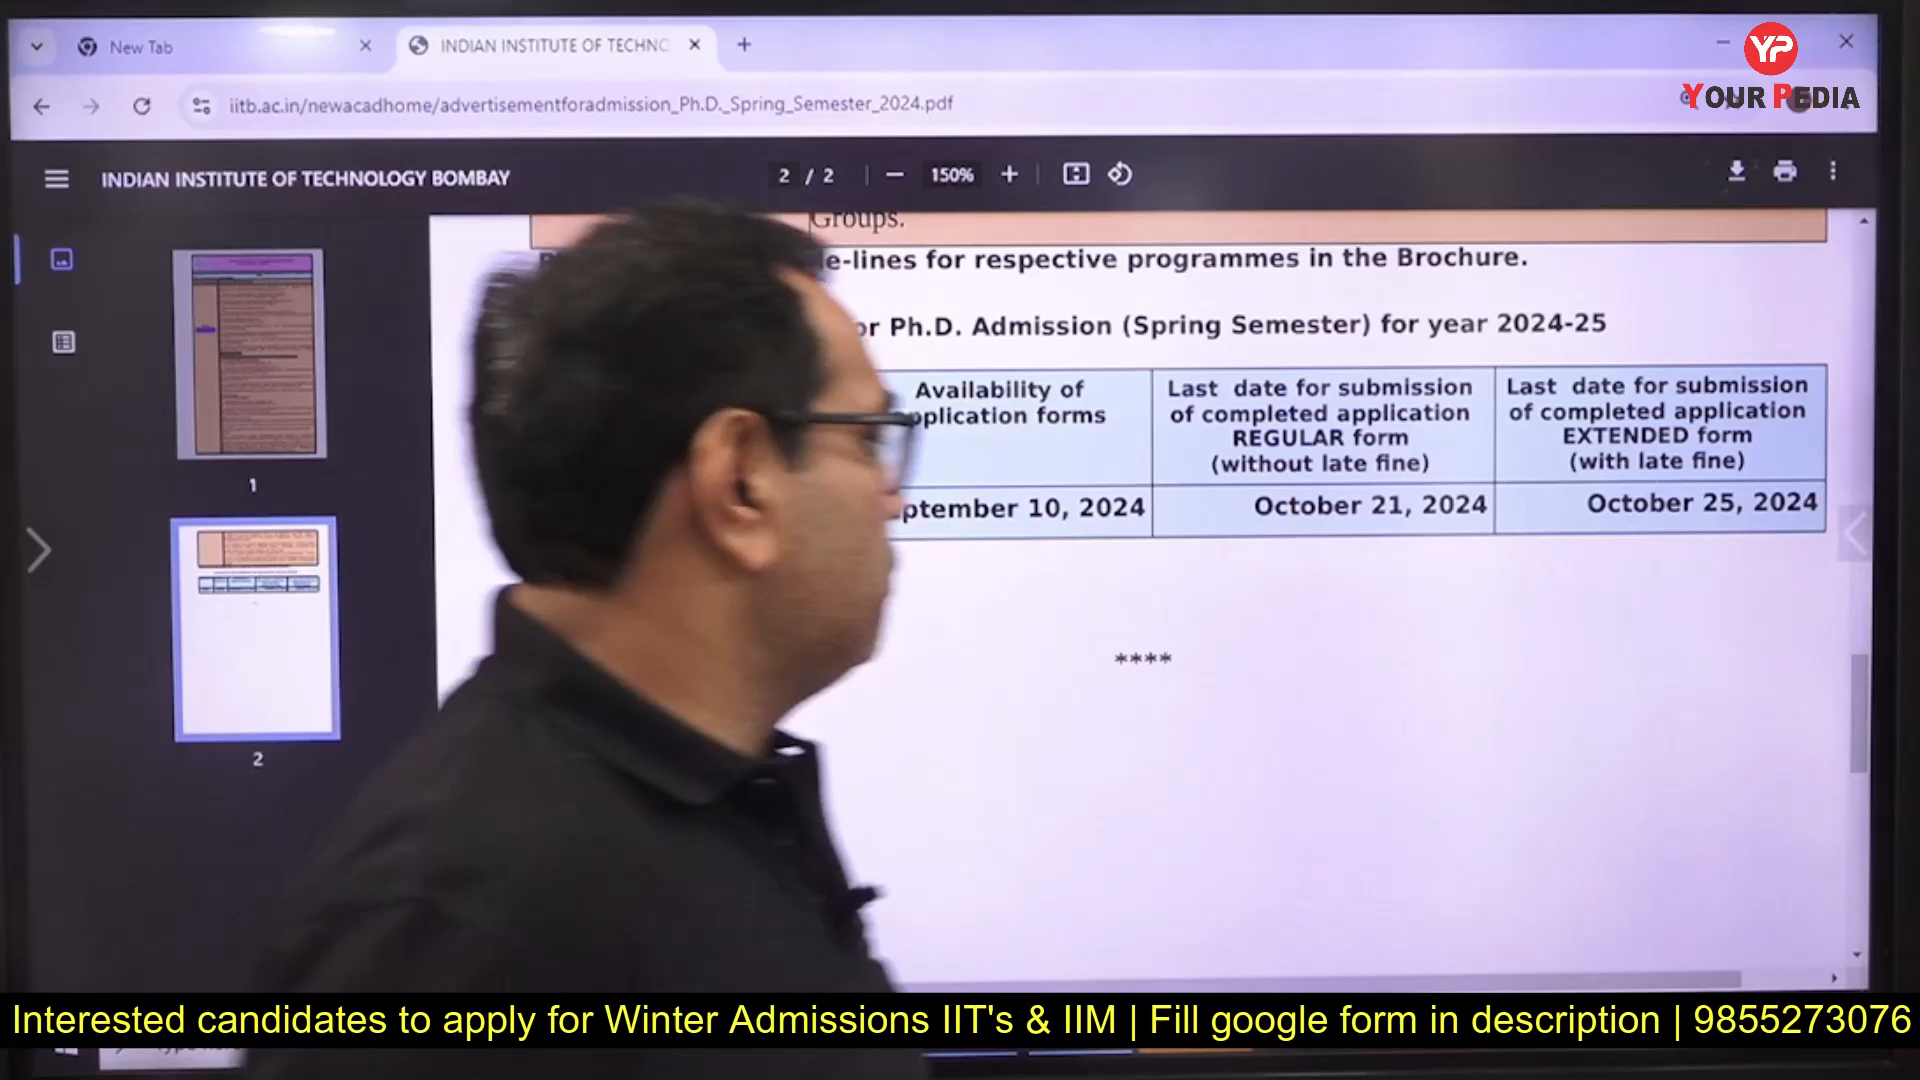 New Tab
INDIAN INSTITUTE OF TECHNO
YP
YOUR PEDIA
iitb.ac.in/newacadhome/advertisementforadmission_Ph.D._Spring_Semester_2024.pdf
INDIAN INSTITUTE OF TECHNOLOGY BOMBAY
2 / 2
150%
Groups.
e-lines for respective programmes in the Brochure.
or Ph.D. Admission (Spring Semester) for year 2024-25
Availability of
pplication forms
Last date for submission
of completed application
REGULAR form
(without late fine)
Last date for submission
of completed application
EXTENDED form
(with late fine)
ptember 10, 2024
October 21, 2024
October 25, 2024
****
1
2
Interested candidates to apply for Winter Admissions IIT's & IIM | Fill google form in description | 9855273076